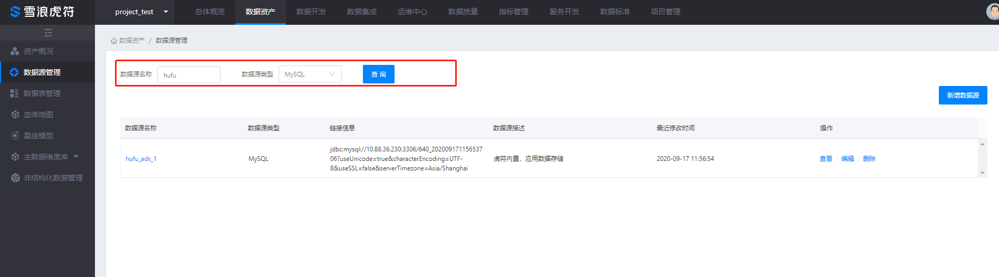 雪浪虎符
project_test
总体概览
数据资产
数据开发
数据集成
运维中心
数据质量
指标管理
服务开发
数据标准
项目管理
资产概况
数据源管理
数据表管理
血缘地图
星座模型
主数据维度库
非结构化数据管理
数据资产 / 数据源管理
数据源名称 hufu 数据源类型 MySQL 查 询
新增数据源
数据源名称 数据源类型 链接信息 数据源描述 最近修改时间 操作
hufu_ads_1
MySQL
jdbc:mysql://10.88.36.230:3306/640_202009171156537
06?useUnicode=true&characterEncoding=UTF-
8&useSSL=false&serverTimezone=Asia/Shanghai
虎符内置，应用数据存储
2020-09-17 11:56:54
查看 编辑 删除